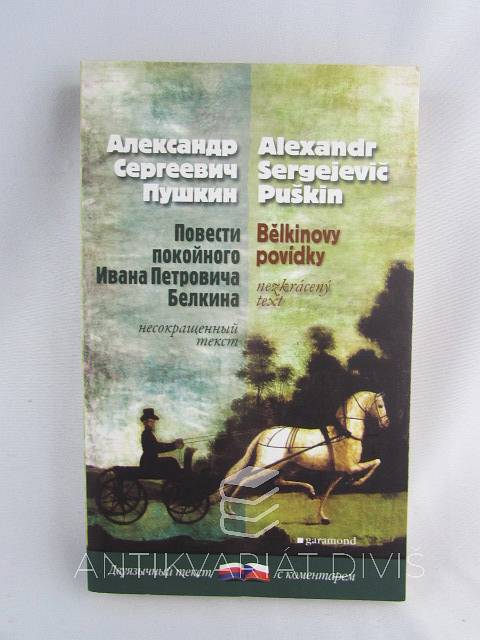 Александр
Сергеевич
Пушкин
Повести
покойного
Ивана Петровича
Белкина
несокращенный
текст
Alexandr
Sergejevič
Puškin
Bělkinovy
povídky
nezkrácený
text
garamond
ANTIKVARIÁT DIVIŠ
Двуязычный текст/ /с коментарем